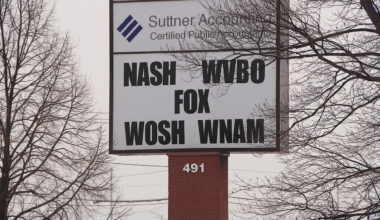 Suttner Accounting
Certified Public Accountants
NASH WVBO
FOX
WOSH WNAM
491